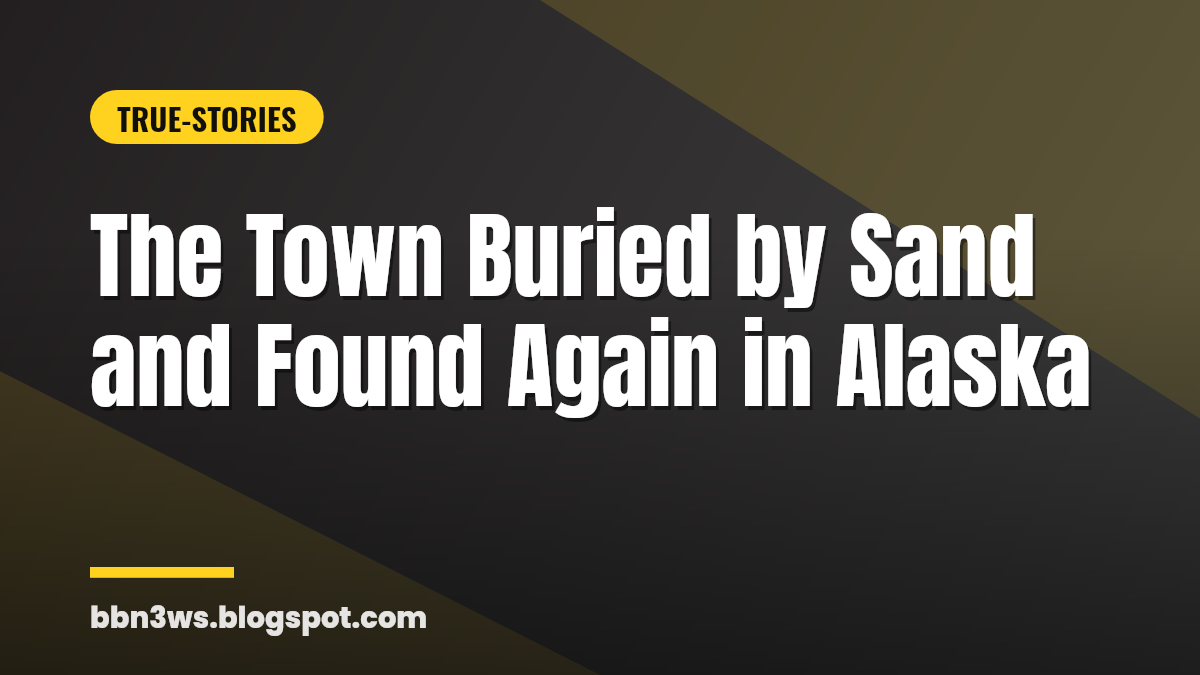 TRUE-STORIES
The Town Buried by Sand
and Found Again in Alaska
bbn3ws.blogspot.com